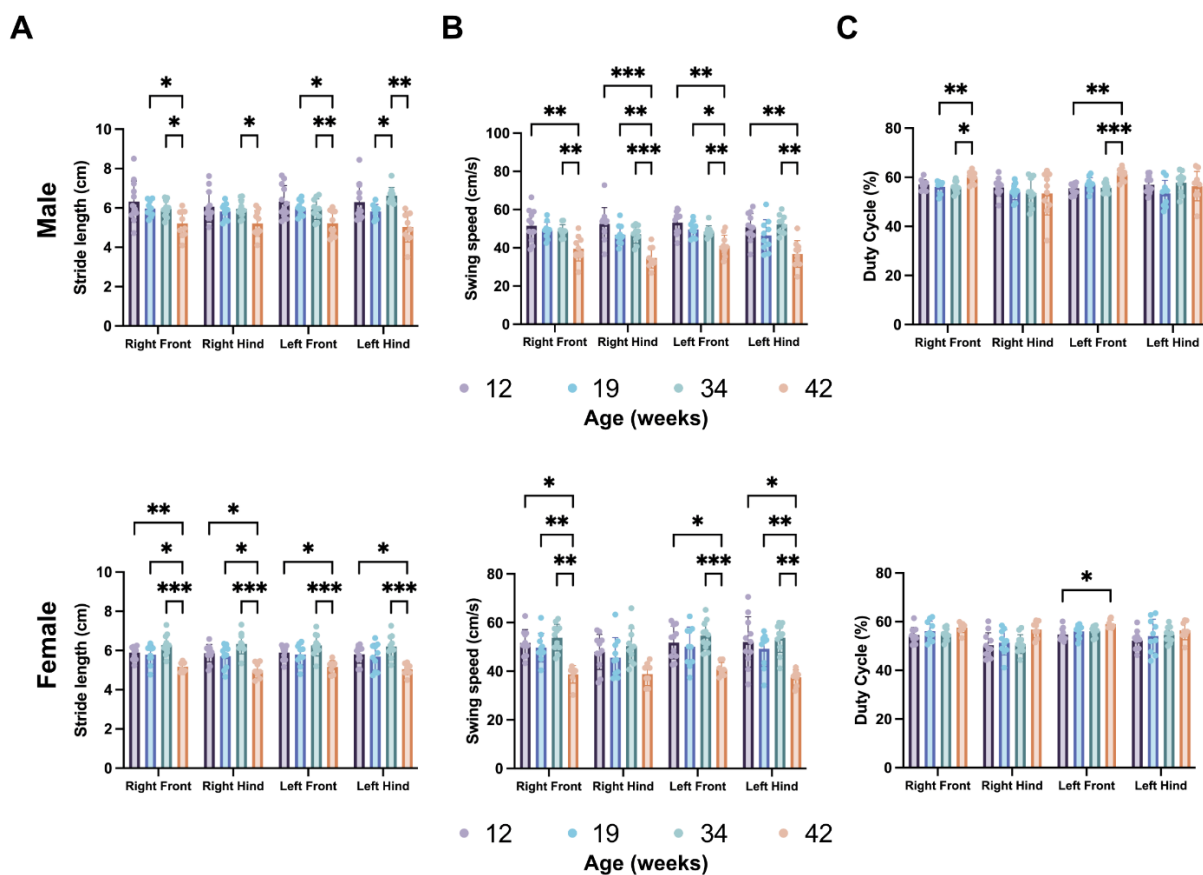 A
B
C
Male
Stride length (cm)
10
8
6
4
2
0
* * * * ** * **
Right Front Right Hind Left Front Left Hind
Swing speed (cm/s)
100
80
60
40
20
0
** ** *** ** *** ** * ** ** **
Right Front Right Hind Left Front Left Hind
Duty Cycle (%)
80
60
40
20
0
** * ** ***
Right Front Right Hind Left Front Left Hind
12 19 34 42
Age (weeks)
Female
Stride length (cm)
10
8
6
4
2
0
** * *** * * *** * *** * ***
Right Front Right Hind Left Front Left Hind
Swing speed (cm/s)
100
80
60
40
20
0
* ** ** * *** * ** **
Right Front Right Hind Left Front Left Hind
Duty Cycle (%)
80
60
40
20
0
*
Right Front Right Hind Left Front Left Hind
12 19 34 42
Age (weeks)